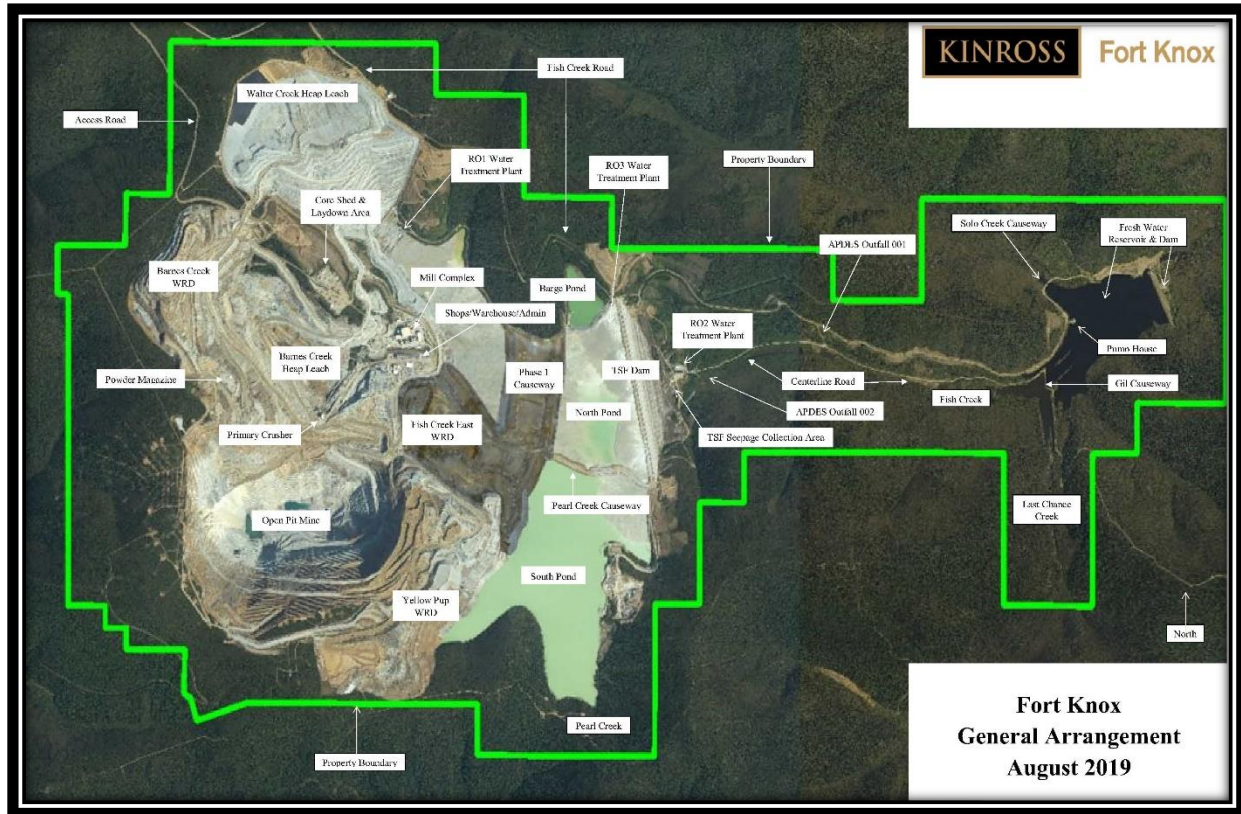 KINROSS
Fort Knox
Fish Creek Road
Walter Creek Heap Leach
Access Road
RO1 Water
Treatment Plant
RO3 Water
Treatment Plant
Property Boundary
Core Shed &
Laydown Area
Solo Creek Causeway
Fresh Water
Reservoir & Dam
APDES Outfall 001
Barnes Creek
WRD
Mill Complex
Barge Pond
Shops/Warehouse/Admin
RO2 Water
Treatment Plant
Pump House
Barnes Creek
Heap Leach
Phase 1
Causeway
TSF Dam
Powder Magazine
Centerline Road
Gil Causeway
Fish Creek
North Pond
APDES Outfall 002
Primary Crusher
Fish Creek East
WRD
TSF Seepage Collection Area
Pearl Creek Causeway
Last Chance
Creek
Open Pit Mine
South Pond
Yellow Pup
WRD
North
Pearl Creek
Property Boundary
Fort Knox
General Arrangement
August 2019